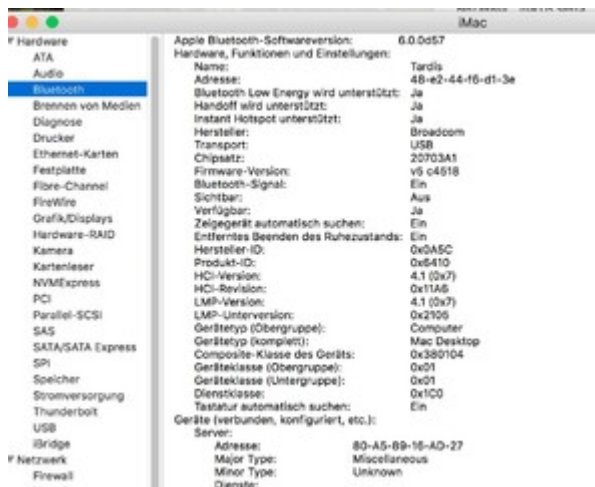 iMac
Hardware
ATA
Audio
Bluetooth
Brennen von Medien
Diagnose
Drucker
Ethernet-Karten
Festplatte
Fibre-Channel
FireWire
Grafik/Displays
Hardware-RAID
Kamera
Kartenleser
NVMExpress
PCI
Parallel-SCSI
SAS
SATA/SATA Express
SPI
Speicher
Stromversorgung
Thunderbolt
USB
iBridge
Netzwerk
Firewall
Apple Bluetooth-Softwareversion: 6.0.0d57
Hardware, Funktionen und Einstellungen:
Name: Tardis
Adresse: 48-e2-44-f6-d1-3e
Bluetooth Low Energy wird unterstützt: Ja
Handoff wird unterstützt: Ja
Instant Hotspot unterstützt: Ja
Hersteller: Broadcom
Transport: USB
Chipsatz: 20703A1
Firmware-Version: v5 c4518
Bluetooth-Signal: Ein
Sichtbar: Aus
Verfügbar: Ja
Zeigegerät automatisch suchen: Ein
Entferntes Beenden des Ruhezustands: Ein
Hersteller-ID: 0x0A5C
Produkt-ID: 0x6410
HCI-Version: 4.1 (0x7)
HCI-Revision: 0x11A6
LMP-Version: 4.1 (0x7)
LMP-Unterversion: 0x2106
Gerätetyp (Obergruppe): Computer
Gerätetyp (komplett): Mac Desktop
Composite-Klasse des Geräts: 0x380104
Geräteklasse (Obergruppe): 0x01
Geräteklasse (Untergruppe): 0x01
Dienstklasse: 0x1C0
Tastatur automatisch suchen: Ein
Geräte (verbunden, konfiguriert, etc.):
Server:
Adresse: 80-A5-89-16-AD-27
Major Type: Miscellaneous
Minor Type: Unknown
Dienste: